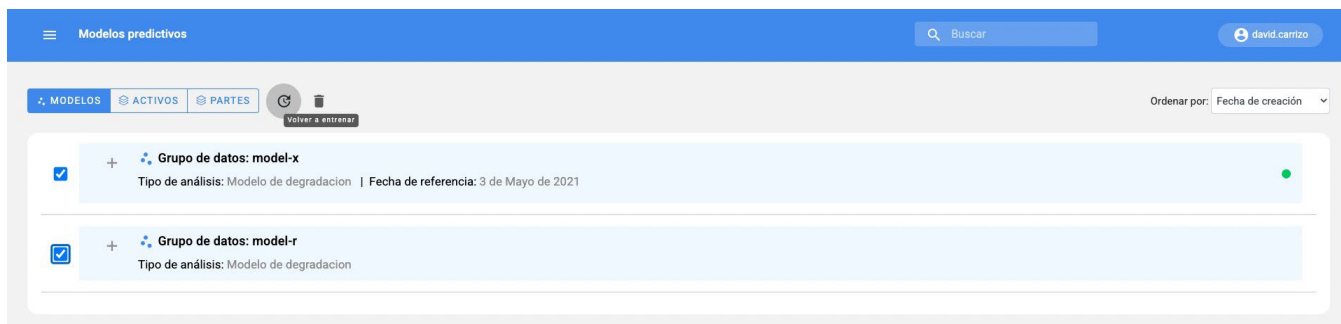 Modelos predictivos
Buscar
david.carrizo
MODELOS ACTIVOS PARTES
Volver a entrenar
Ordenar por: Fecha de creación
Grupo de datos: model-x
Tipo de análisis: Modelo de degradacion | Fecha de referencia: 3 de Mayo de 2021
Grupo de datos: model-r
Tipo de análisis: Modelo de degradacion